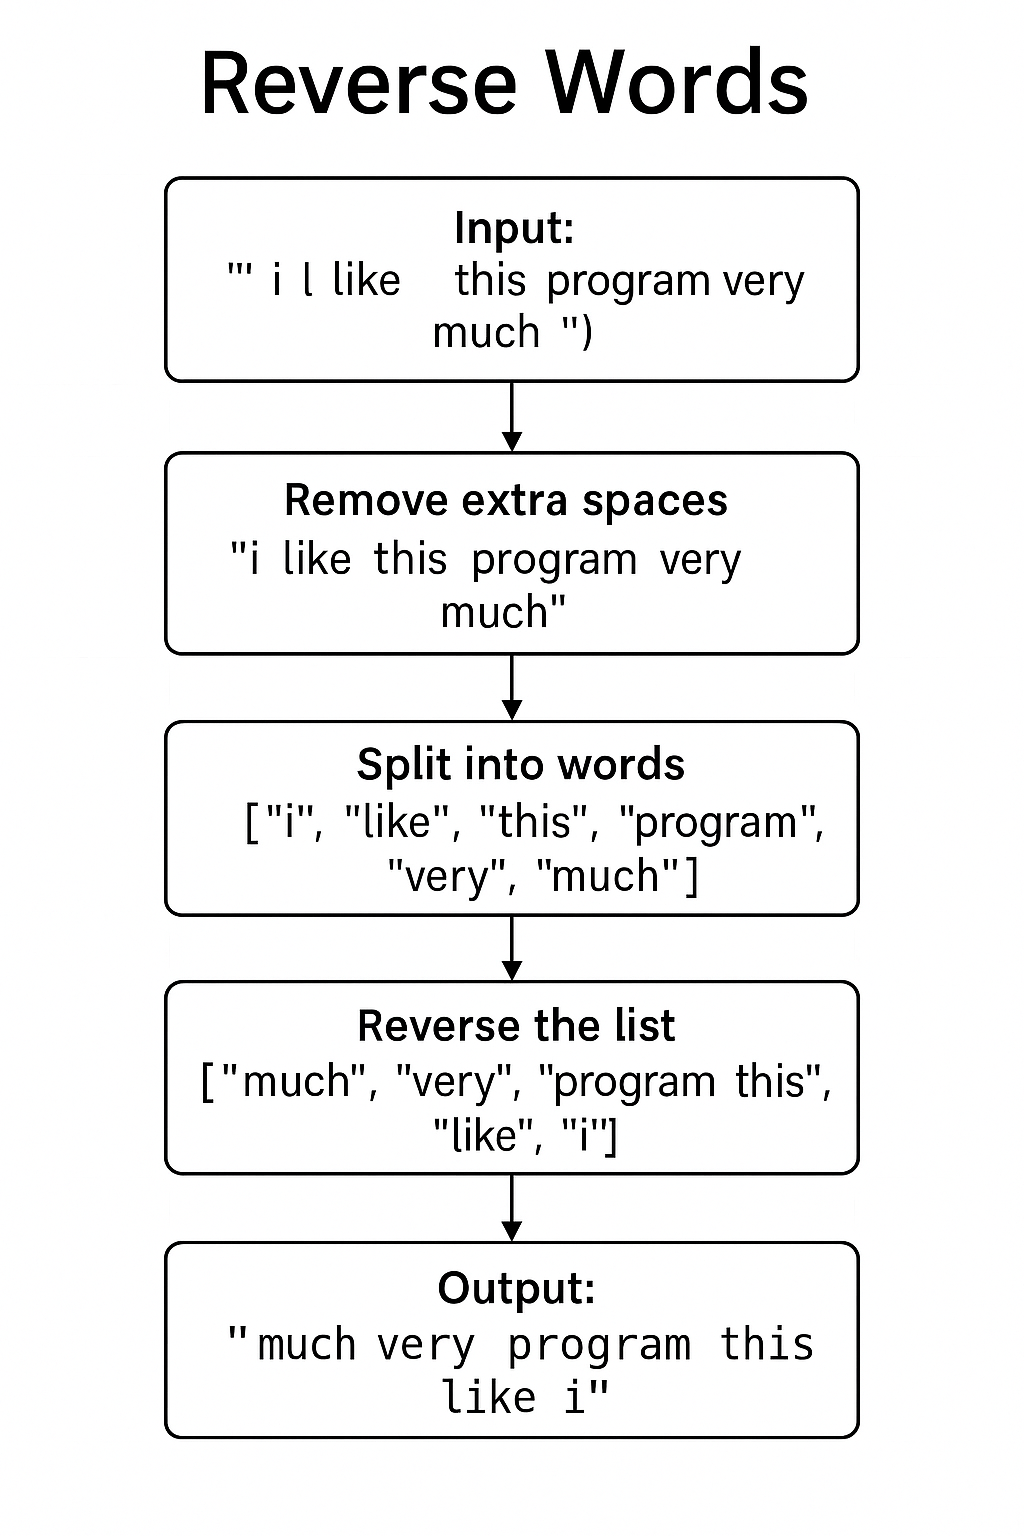 Reverse Words
Input:
"' i l like this program very
much ")
Remove extra spaces
"i like this program very
much"
Split into words
["i", "like", "this", "program",
"very", "much"]
Reverse the list
["much", "very", "program this",
"like", "i"]
Output:
"much very program this
like i"